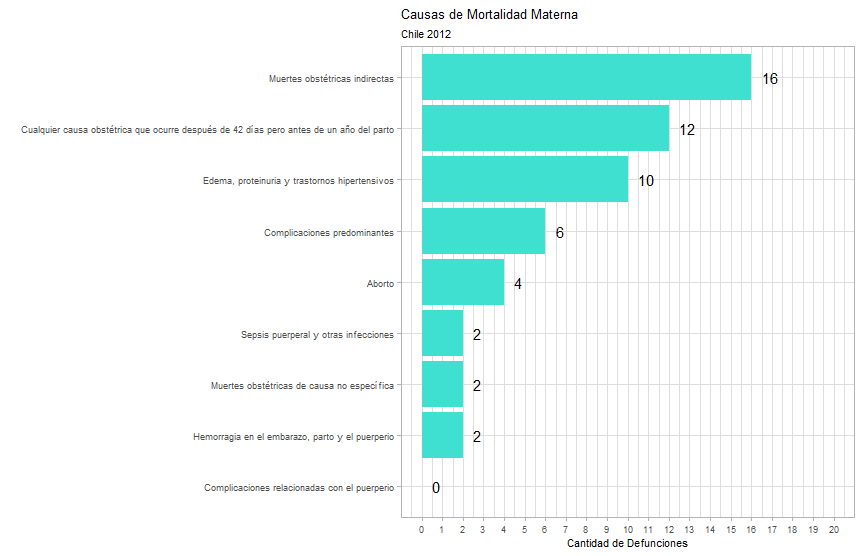 Causas de Mortalidad Materna
Chile 2012
Muertes obstétricas indirectas
16
Cualquier causa obstétrica que ocurre después de 42 días pero antes de un año del parto
12
Edema, proteinuria y trastornos hipertensivos
10
Complicaciones predominantes
6
Aborto
4
Sepsis puerperal y otras infecciones
2
Muertes obstétricas de causa no específica
2
Hemorragia en el embarazo, parto y el puerperio
2
Complicaciones relacionadas con el puerperio
0
0 1 2 3 4 5 6 7 8 9 10 11 12 13 14 15 16 17 18 19 20
Cantidad de Defunciones